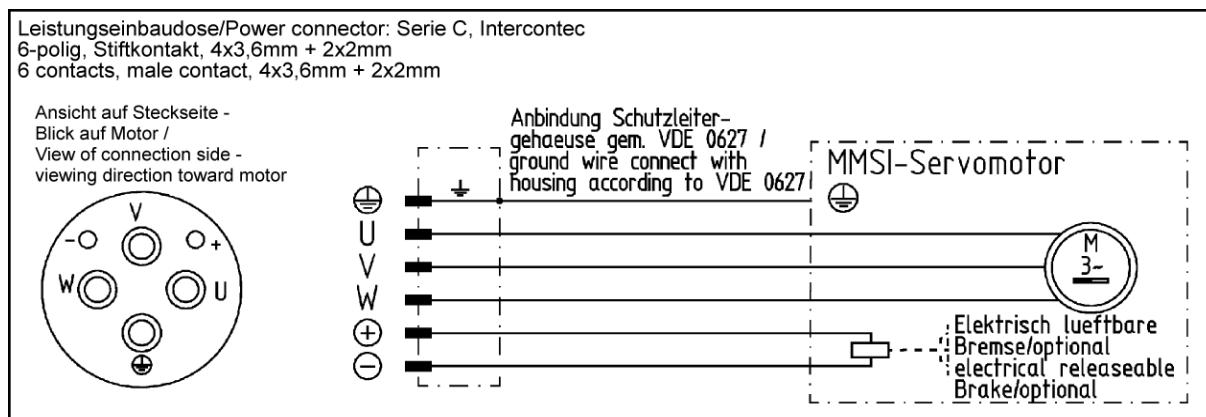 Leistungseinbaudose/Power connector: Serie C, Intercontec
6-polig, Stiftkontakt, 4x3,6mm + 2x2mm
6 contacts, male contact, 4x3,6mm + 2x2mm
Ansicht auf Steckseite -
Blick auf Motor /
View of connection side -
viewing direction toward motor
V
- +
W U
Anbindung Schutzleiter-
gehaeuse gem. VDE 0627 /
ground wire connect with
housing according to VDE 0627
U
V
W
+
-
MMSI-Servomotor
M
3~
Elektrisch lueftbare
Bremse/optional
electrical releaseable
Brake/optional